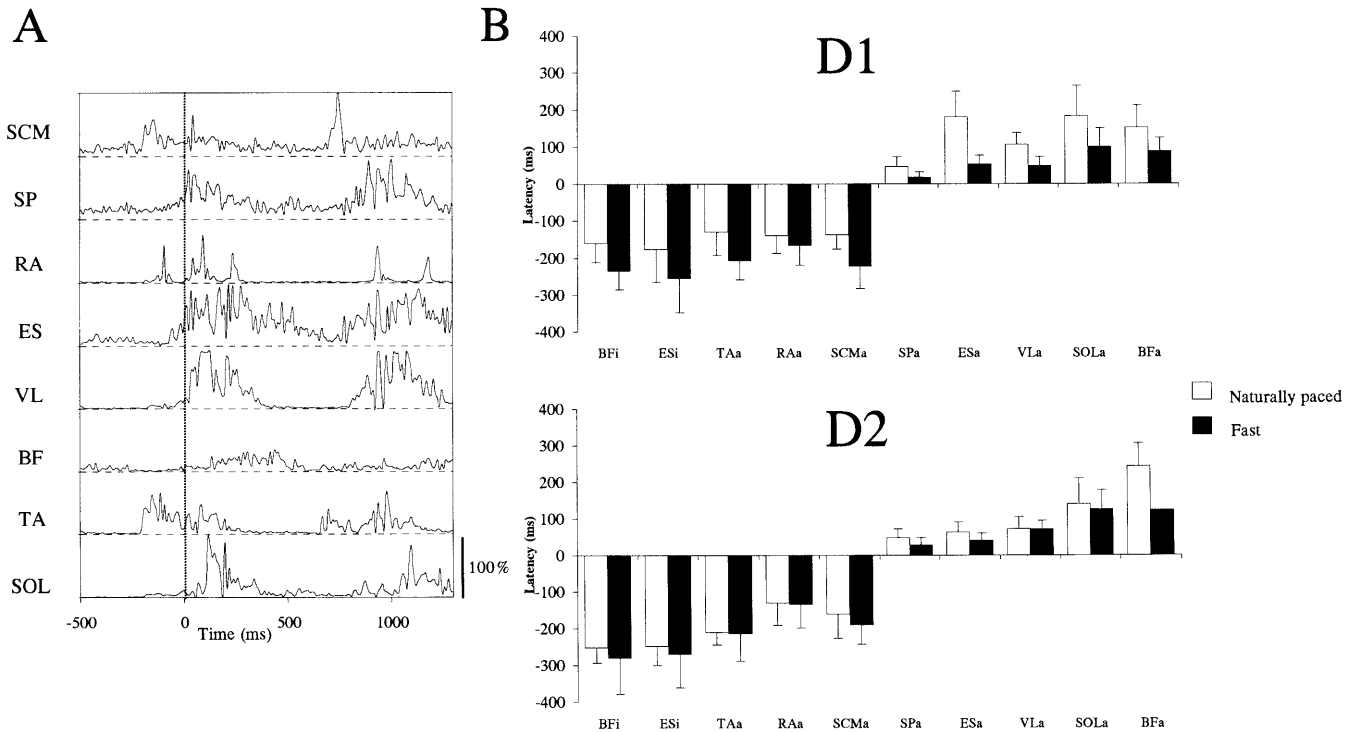 A
SCM
SP
RA
ES
VL
BF
TA
SOL
100%
-500 0 500 1000
Time (ms)
B
D1
400
300
200
100
0
-100
-200
-300
-400
Latency (ms)
BFi ESi TAa RAa SCMa SPa ESa VLa SOLa BFa
D2
400
300
200
100
0
-100
-200
-300
-400
Latency (ms)
BFi ESi TAa RAa SCMa SPa ESa VLa SOLa BFa
Naturally paced
Fast